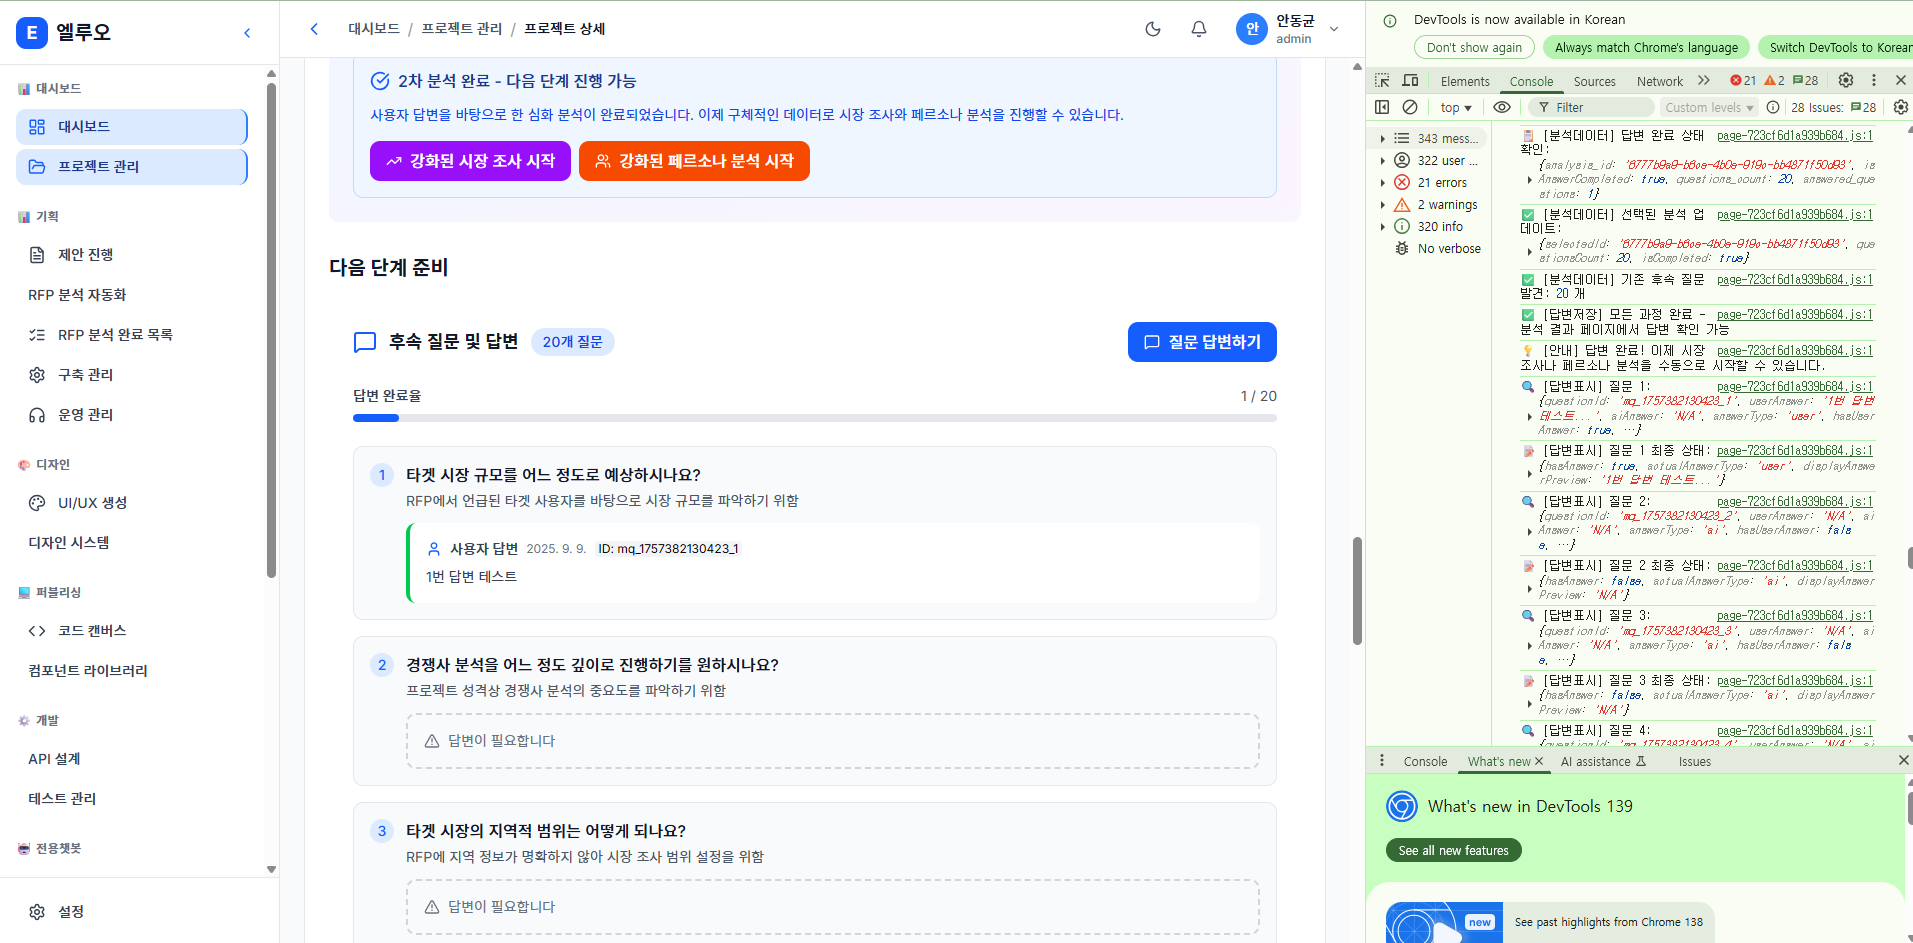 E 엘루오
대시보드
대시보드
프로젝트 관리
기획
제안 진행
RFP 분석 자동화
RFP 분석 완료 목록
구축 관리
운영 관리
디자인
UI/UX 생성
디자인 시스템
퍼블리싱
코드 캔버스
컴포넌트 라이브러리
개발
API 설계
테스트 관리
전용챗봇
설정
대시보드 / 프로젝트 관리 / 프로젝트 상세
안
안동균
admin
2차 분석 완료 - 다음 단계 진행 가능
사용자 답변을 바탕으로 한 심화 분석이 완료되었습니다. 이제 구체적인 데이터로 시장 조사와 페르소나 분석을 진행할 수 있습니다.
강화된 시장 조사 시작
강화된 페르소나 분석 시작
다음 단계 준비
후속 질문 및 답변
20개 질문
질문 답변하기
답변 완료율
1 / 20
1 타겟 시장 규모를 어느 정도로 예상하시나요?
RFP에서 언급된 타겟 사용자를 바탕으로 시장 규모를 파악하기 위함
사용자 답변 2025. 9. 9. ID: mq_1757382130423_1
1번 답변 테스트
2 경쟁사 분석을 어느 정도 깊이로 진행하기를 원하시나요?
프로젝트 성격상 경쟁사 분석의 중요도를 파악하기 위함
답변이 필요합니다
3 타겟 시장의 지역적 범위는 어떻게 되나요?
RFP에 지역 정보가 명확하지 않아 시장 조사 범위 설정을 위함
답변이 필요합니다
DevTools is now available in Korean
Don't show again
Always match Chrome's language
Switch DevTools to Korean
Elements Console Sources Network 21 2 28
top Filter Custom levels 28 Issues: 28
343 mess...
322 user ...
21 errors
2 warnings
320 info
No verbose
[분석데이터] 답변 완료 상태 page-723cf6d1a939b684.js:1
확인:
isAnswerCompleted: true, questions_count: 20, answered_questions: 1}
[분석데이터] 선택된 분석 업 page-723cf6d1a939b684.js:1
데이트:
questionsCount: 20, isCompleted: true}
[분석데이터] 기존 후속 질문 page-723cf6d1a939b684.js:1
발견: 20 개
[답변저장] 모든 과정 완료 - page-723cf6d1a939b684.js:1
분석 결과 페이지에서 답변 확인 가능
[안내] 답변 완료! 이제 시장 page-723cf6d1a939b684.js:1
조사나 페르소나 분석을 수동으로 시작할 수 있습니다.
[답변표시] 질문 1: page-723cf6d1a939b684.js:1
{questionId: 'mq_1757382130423_1', userAnswer: '1번 답변
테스트...', aiAnswer: 'N/A', answerType: 'user', hasUser
Answer: true, …}
[답변표시] 질문 1 최종 상태: page-723cf6d1a939b684.js:1
{hasAnswer: true, actualAnswerType: 'user', displayAnswe
rPreview: '1번 답변 테스트...'}
[답변표시] 질문 2: page-723cf6d1a939b684.js:1
{questionId: 'mq_1757382130423_2', userAnswer: 'N/A', ai
Answer: 'N/A', answerType: 'ai', hasUserAnswer: fals
e, …}
[답변표시] 질문 2 최종 상태: page-723cf6d1a939b684.js:1
{hasAnswer: false, actualAnswerType: 'ai', displayAnswer
Preview: 'N/A'}
[답변표시] 질문 3: page-723cf6d1a939b684.js:1
{questionId: 'mq_1757382130423_3', userAnswer: 'N/A', ai
Answer: 'N/A', answerType: 'ai', hasUserAnswer: fals
e, …}
[답변표시] 질문 3 최종 상태: page-723cf6d1a939b684.js:1
{hasAnswer: false, actualAnswerType: 'ai', displayAnswer
Preview: 'N/A'}
[답변표시] 질문 4: page-723cf6d1a939b684.js:1
Console What's new AI assistance Issues
What's new in DevTools 139
See all new features
new
See past highlights from Chrome 138